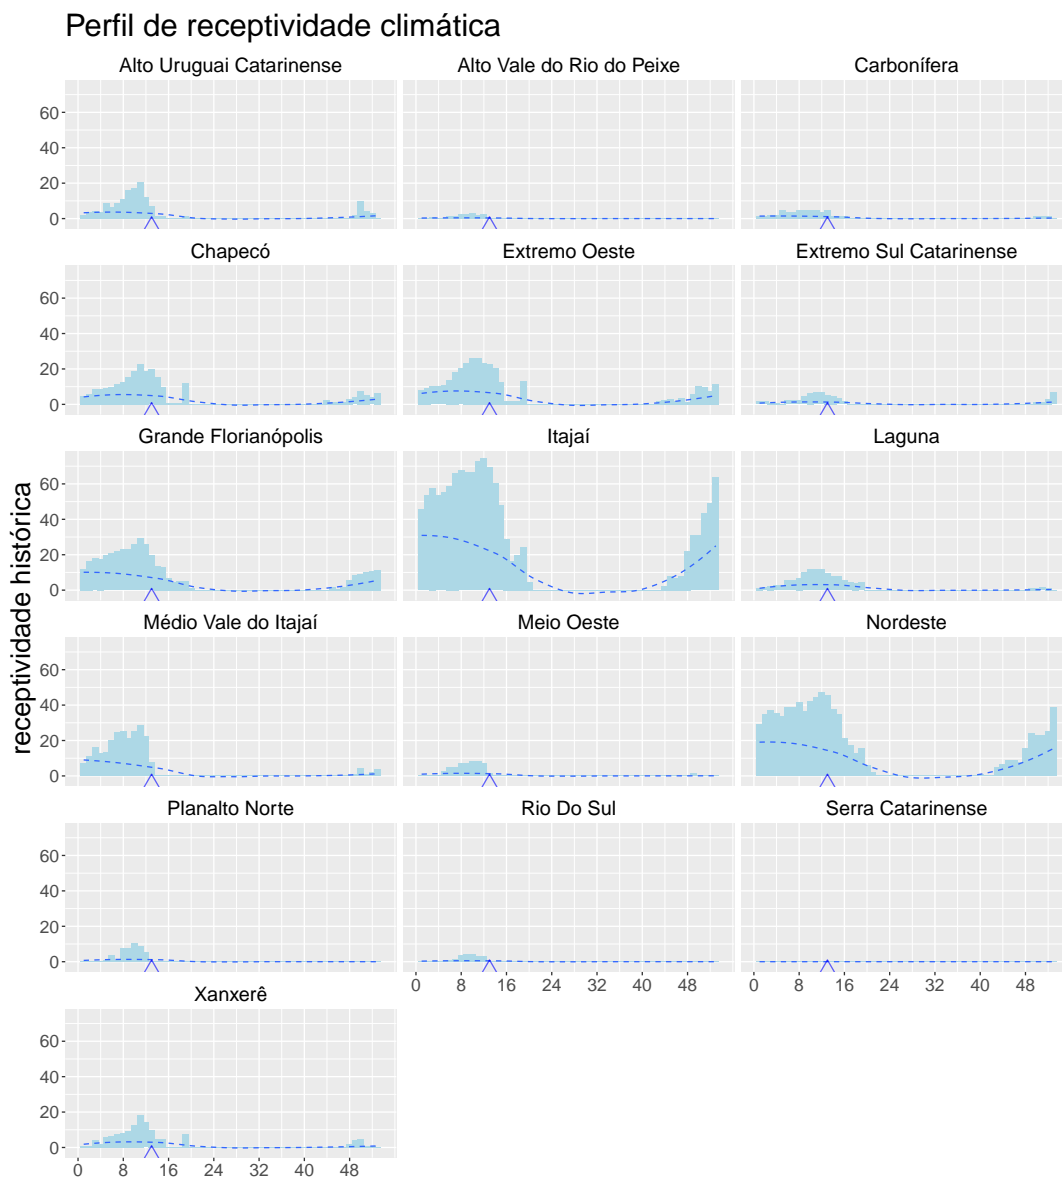 Perfil de receptividade climática
Alto Uruguai Catarinense
Alto Vale do Rio do Peixe
Carbonífera
60
40
20
0
Chapecó
Extremo Oeste
Extremo Sul Catarinense
60
40
20
0
Grande Florianópolis
Itajaí
Laguna
60
40
20
0
receptividade histórica
Médio Vale do Itajaí
Meio Oeste
Nordeste
60
40
20
0
Planalto Norte
Rio Do Sul
Serra Catarinense
60
40
20
0
0 8 16 24 32 40 48
0 8 16 24 32 40 48
Xanxerê
60
40
20
0
0 8 16 24 32 40 48